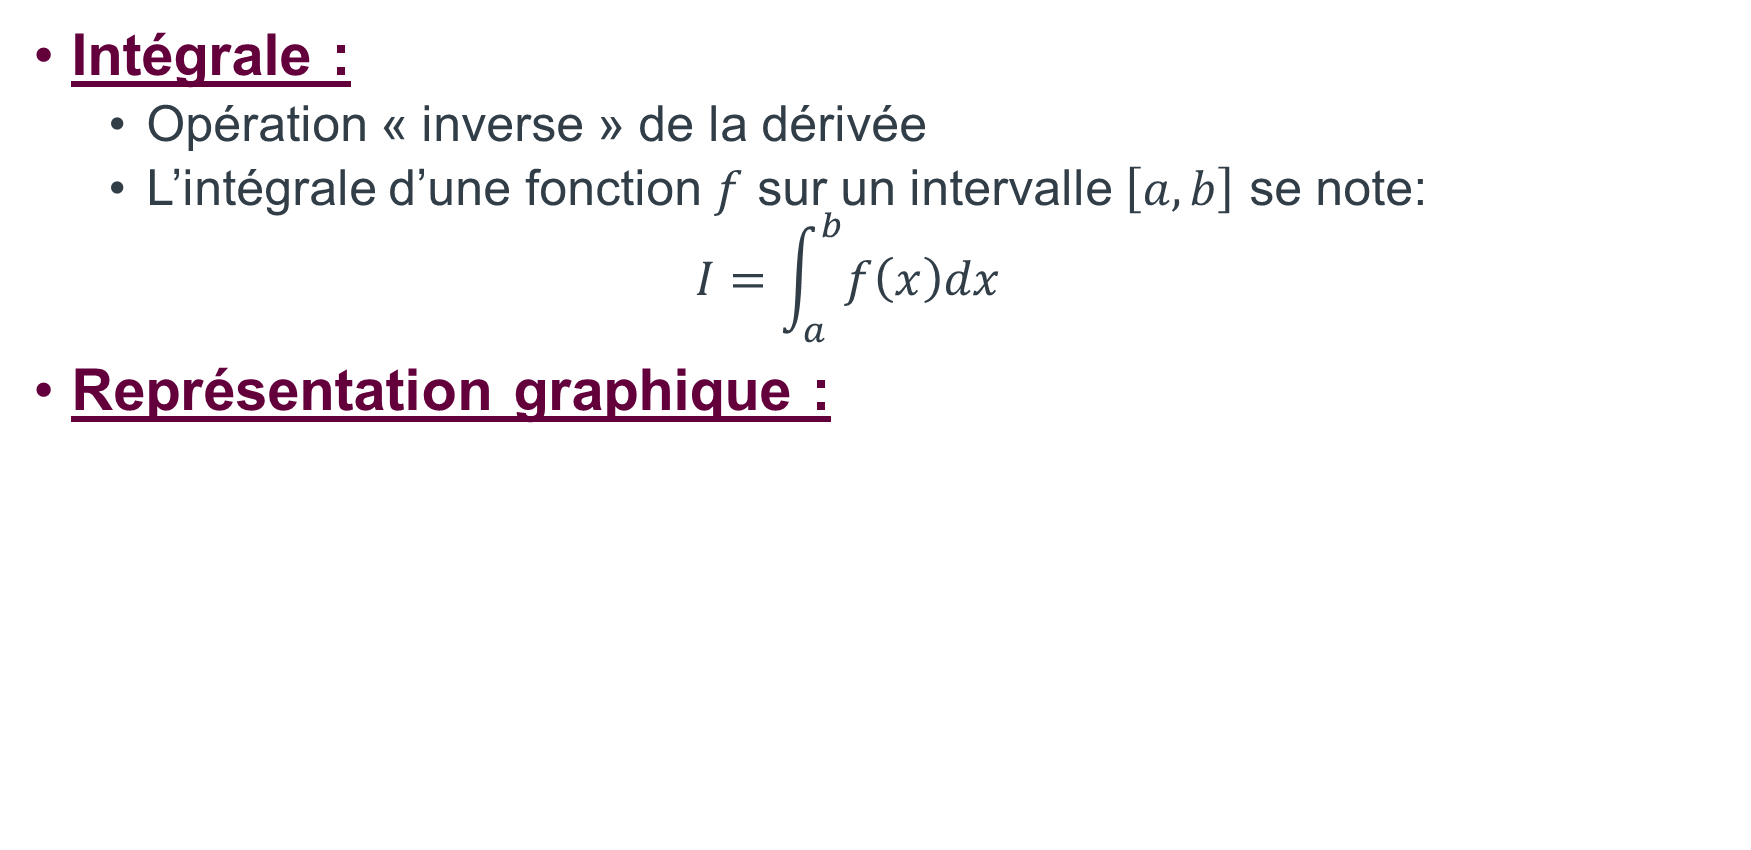 • Intégrale :
• Opération « inverse » de la dérivée
• L’intégrale d’une fonction 𝑓 sur un intervalle [𝑎, 𝑏] se note:
𝐼 = ∫_𝑎^𝑏 𝑓(𝑥)𝑑𝑥
• Représentation graphique :